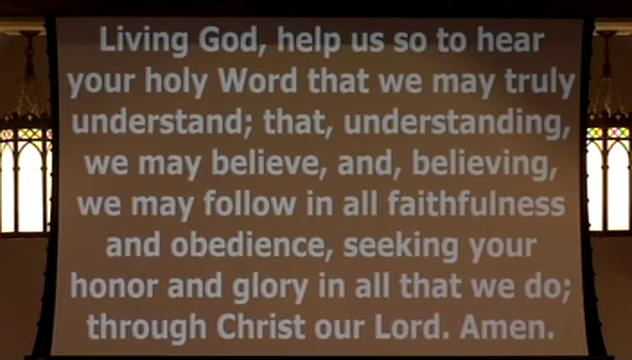 Living God, help us so to hear
your holy Word that we may truly
understand; that, understanding,
we may believe, and, believing,
we may follow in all faithfulness
and obedience, seeking your
honor and glory in all that we do;
through Christ our Lord. Amen.